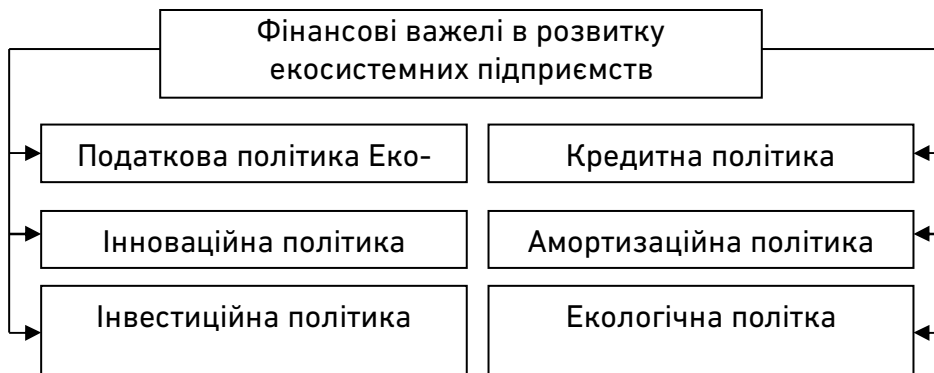 Фінансові важелі в розвитку
екосистемних підприємств
Податкова політика Еко-
Кредитна політика
Інноваційна політика
Амортизаційна політика
Інвестиційна політика
Екологічна політка